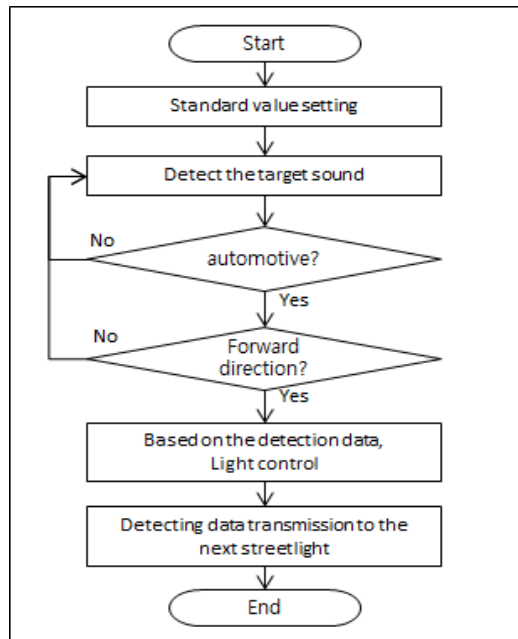 Start
Standard value setting
Detect the target sound
No
automotive?
Yes
No
Forward
direction?
Yes
Based on the detection data,
Light control
Detecting data transmission to the
next streetlight
End